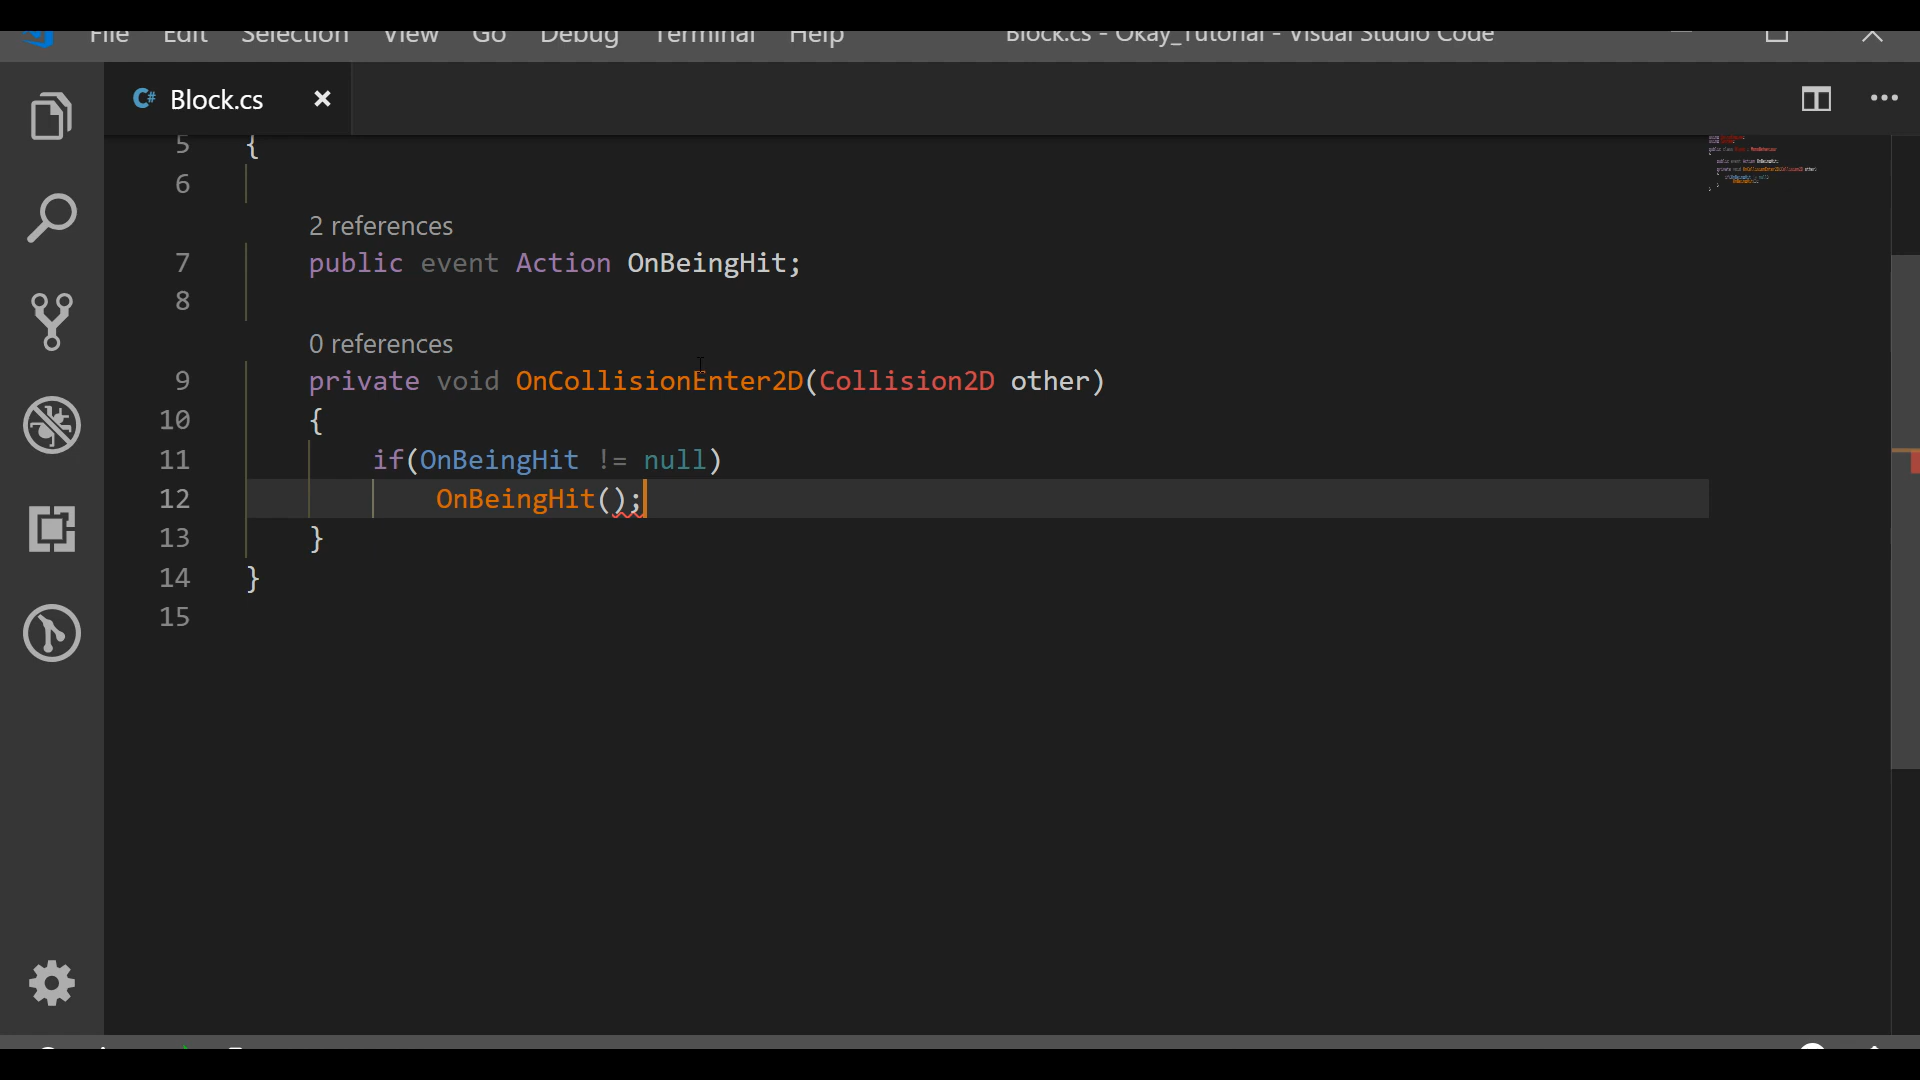 File Edit Selection View Go Debug Terminal Help Block.cs - Okay_Tutorial - Visual Studio Code
C# Block.cs
5 {
6
2 references
7 public event Action OnBeingHit;
8
0 references
9 private void OnCollisionEnter2D(Collision2D other)
10 {
11 if(OnBeingHit != null)
12 OnBeingHit();
13 }
14 }
15